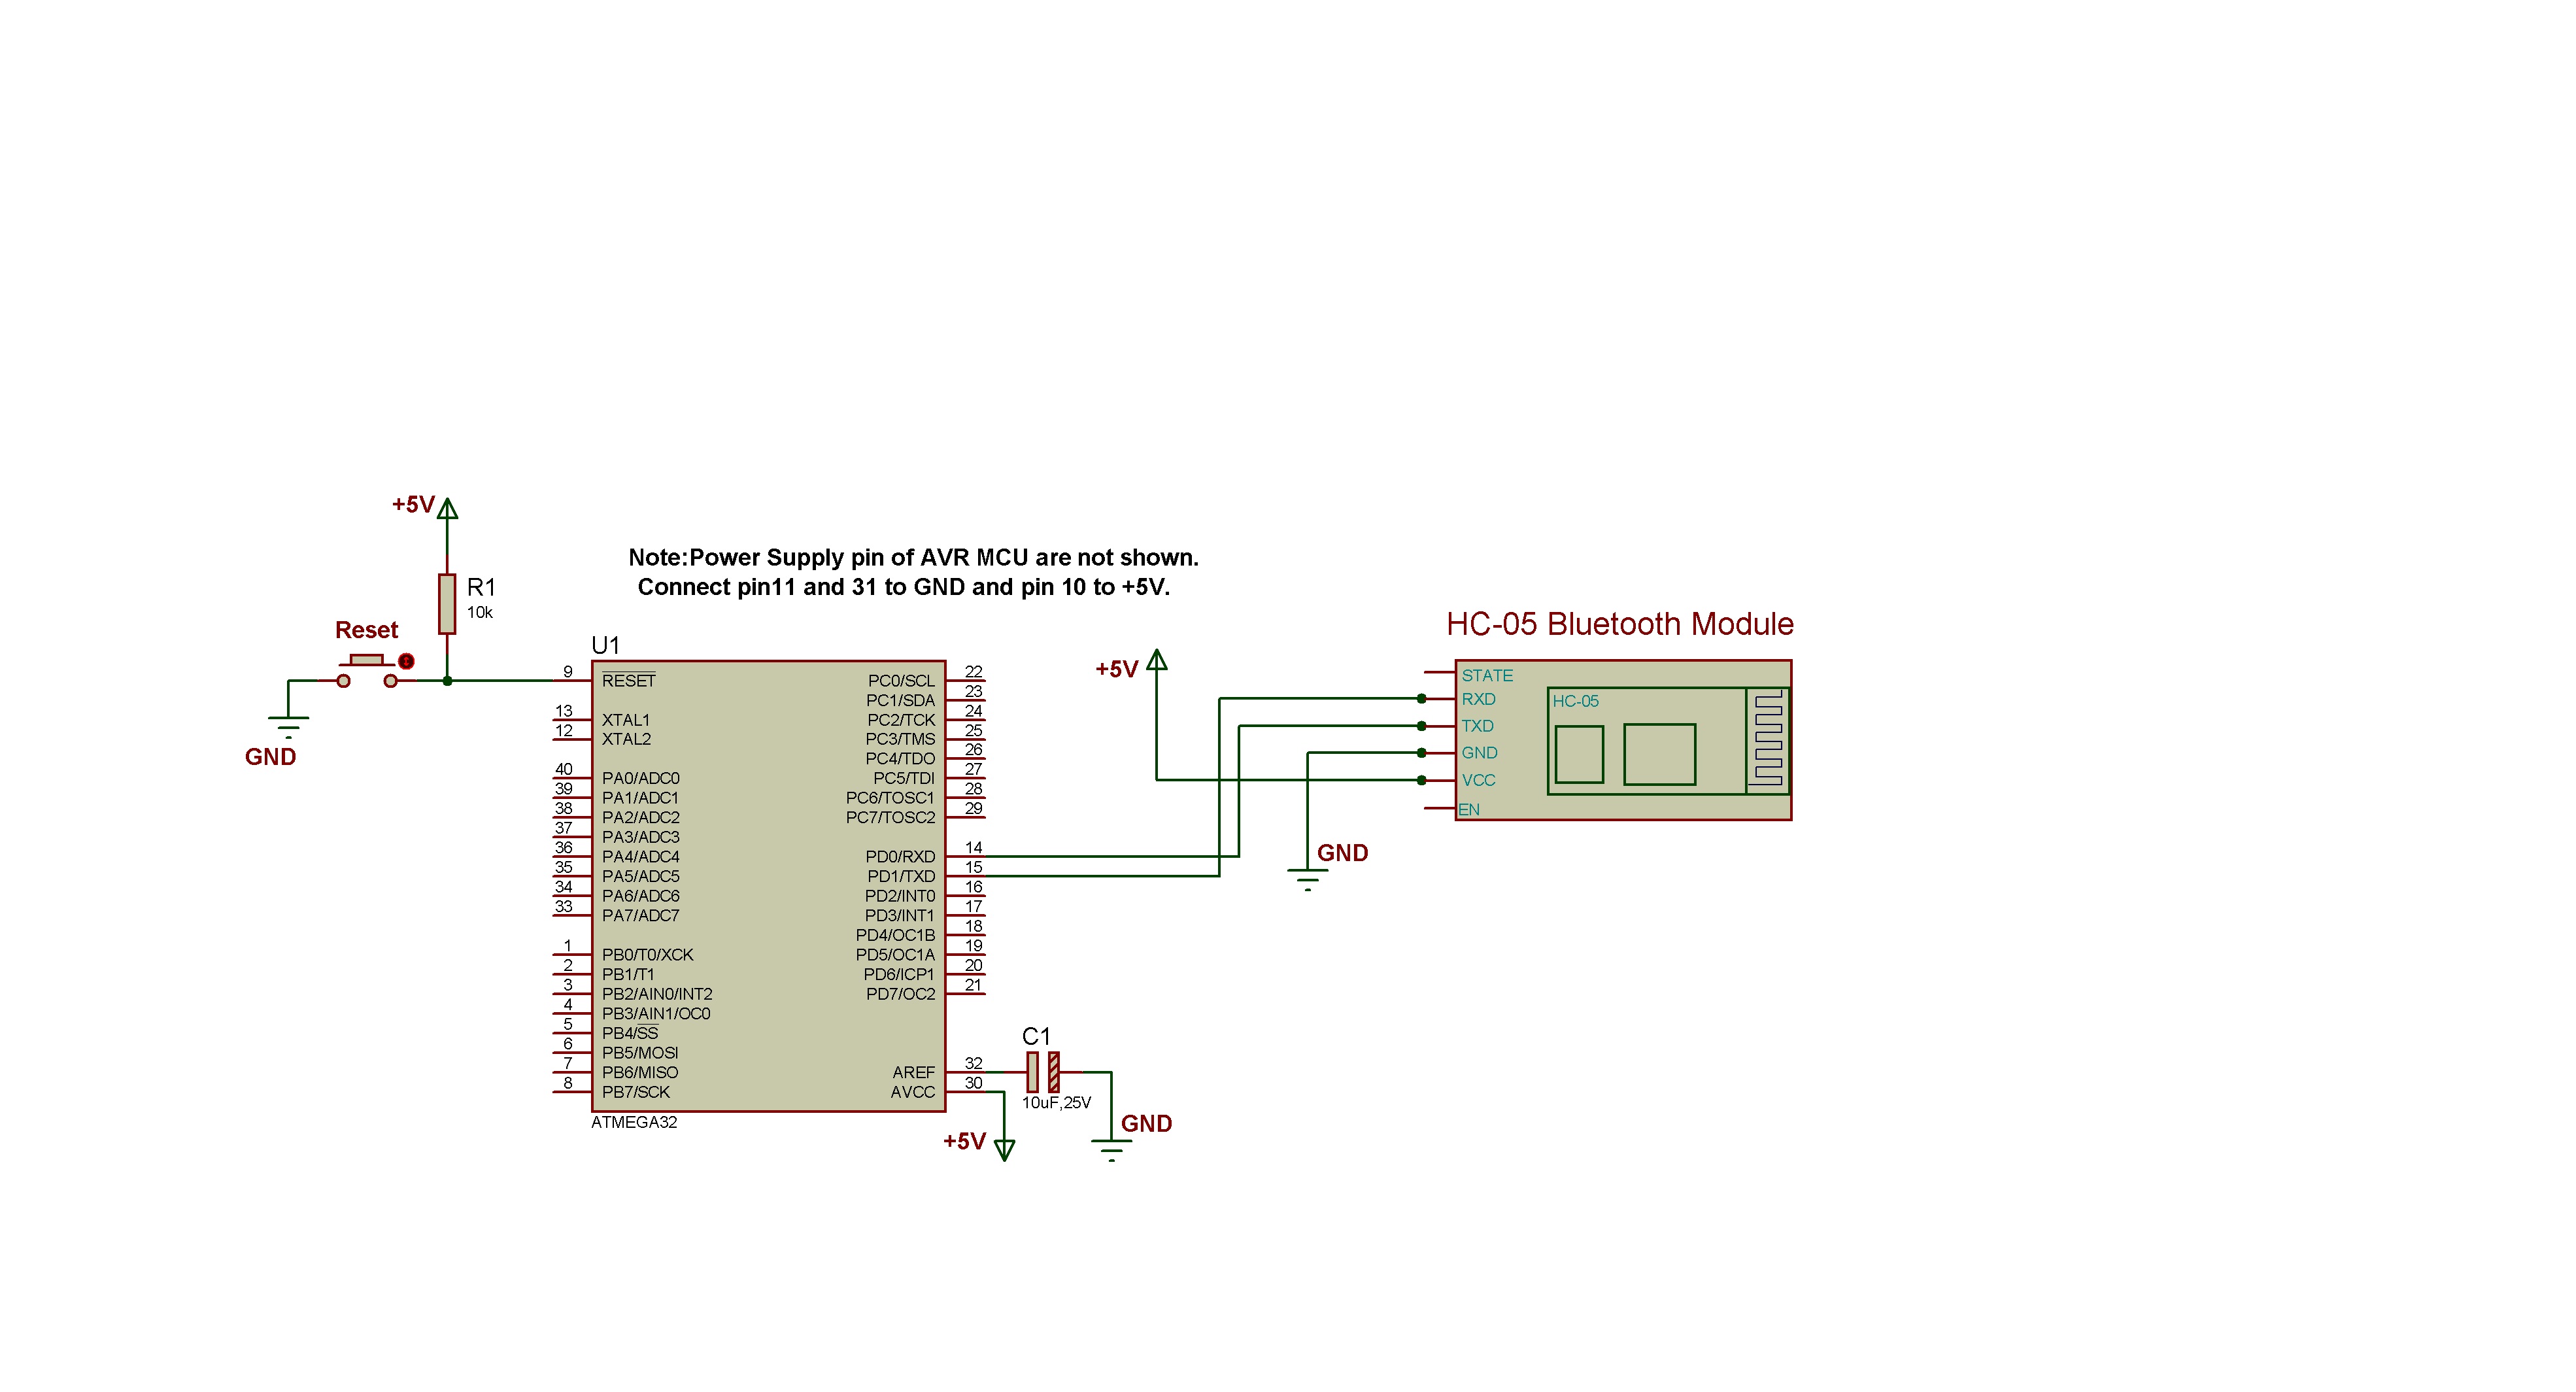 +5V
Note:Power Supply pin of AVR MCU are not shown.
Connect pin11 and 31 to GND and pin 10 to +5V.
R1
10k
Reset
GND
U1
9
RESET
13
XTAL1
12
XTAL2
40
PA0/ADC0
39
PA1/ADC1
38
PA2/ADC2
37
PA3/ADC3
36
PA4/ADC4
35
PA5/ADC5
34
PA6/ADC6
33
PA7/ADC7
1
PB0/T0/XCK
2
PB1/T1
3
PB2/AIN0/INT2
4
PB3/AIN1/OC0
5
PB4/SS
6
PB5/MOSI
7
PB6/MISO
8
PB7/SCK
PC0/SCL
22
PC1/SDA
23
PC2/TCK
24
PC3/TMS
25
PC4/TDO
26
PC5/TDI
27
PC6/TOSC1
28
PC7/TOSC2
29
PD0/RXD
14
PD1/TXD
15
PD2/INT0
16
PD3/INT1
17
PD4/OC1B
18
PD5/OC1A
19
PD6/ICP1
20
PD7/OC2
21
AREF
32
AVCC
30
ATMEGA32
C1
10uF,25V
+5V
GND
+5V
GND
HC-05 Bluetooth Module
STATE
RXD
TXD
GND
VCC
EN
HC-05